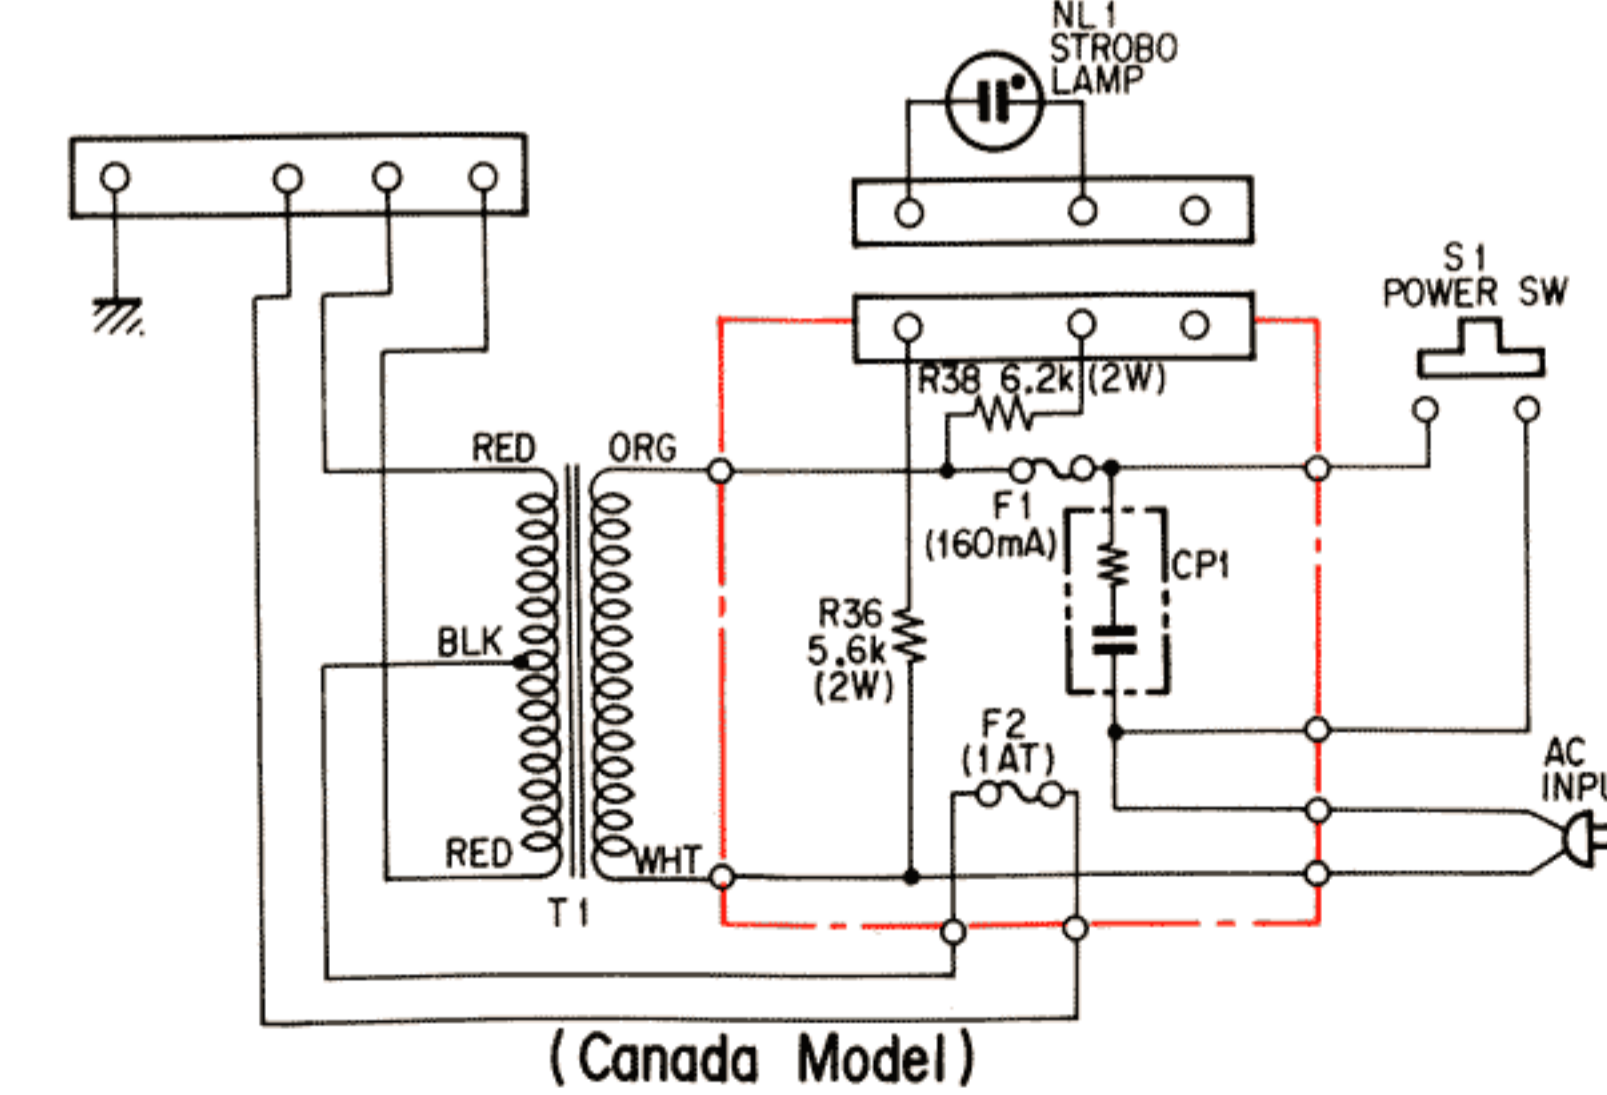 NL1
STROBO
LAMP
S1
POWER SW
R38 6.2k (2W)
RED
ORG
F1
(160mA)
CP1
R36
5.6k
(2W)
BLK
F2
(1AT)
AC
INPU
RED
WHT
T1
(Canada Model)